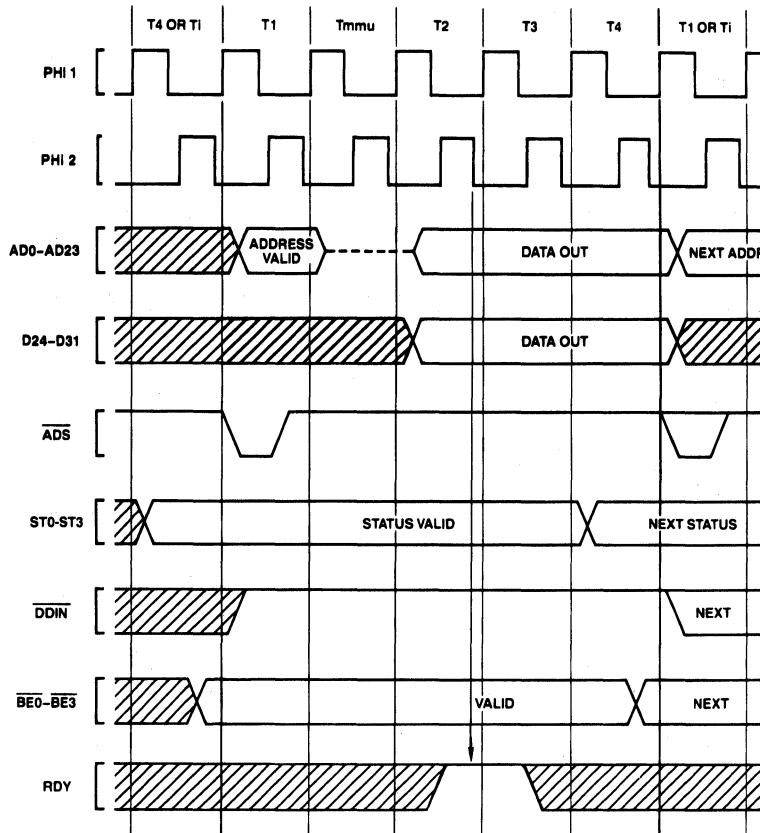 T4 OR Ti T1 Tmmu T2 T3 T4 T1 OR Ti
PHI 1
PHI 2
AD0–AD23 ADDRESS VALID DATA OUT NEXT ADDR
D24–D31 DATA OUT
ADS
ST0-ST3 STATUS VALID NEXT STATUS
DDIN NEXT
BE0–BE3 VALID NEXT
RDY